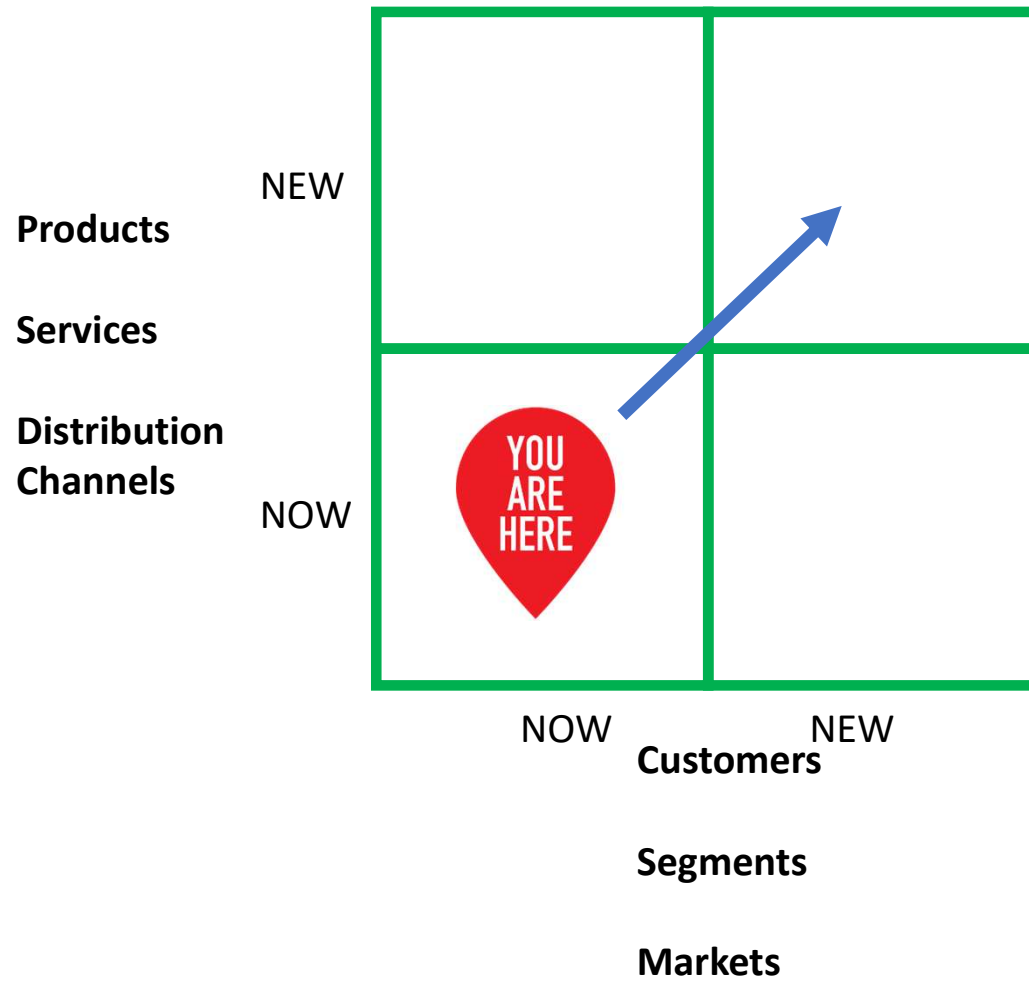 NEW
Products
Services
Distribution
Channels
YOU
ARE
HERE
NOW
NOW NEW
Customers
Segments
Markets